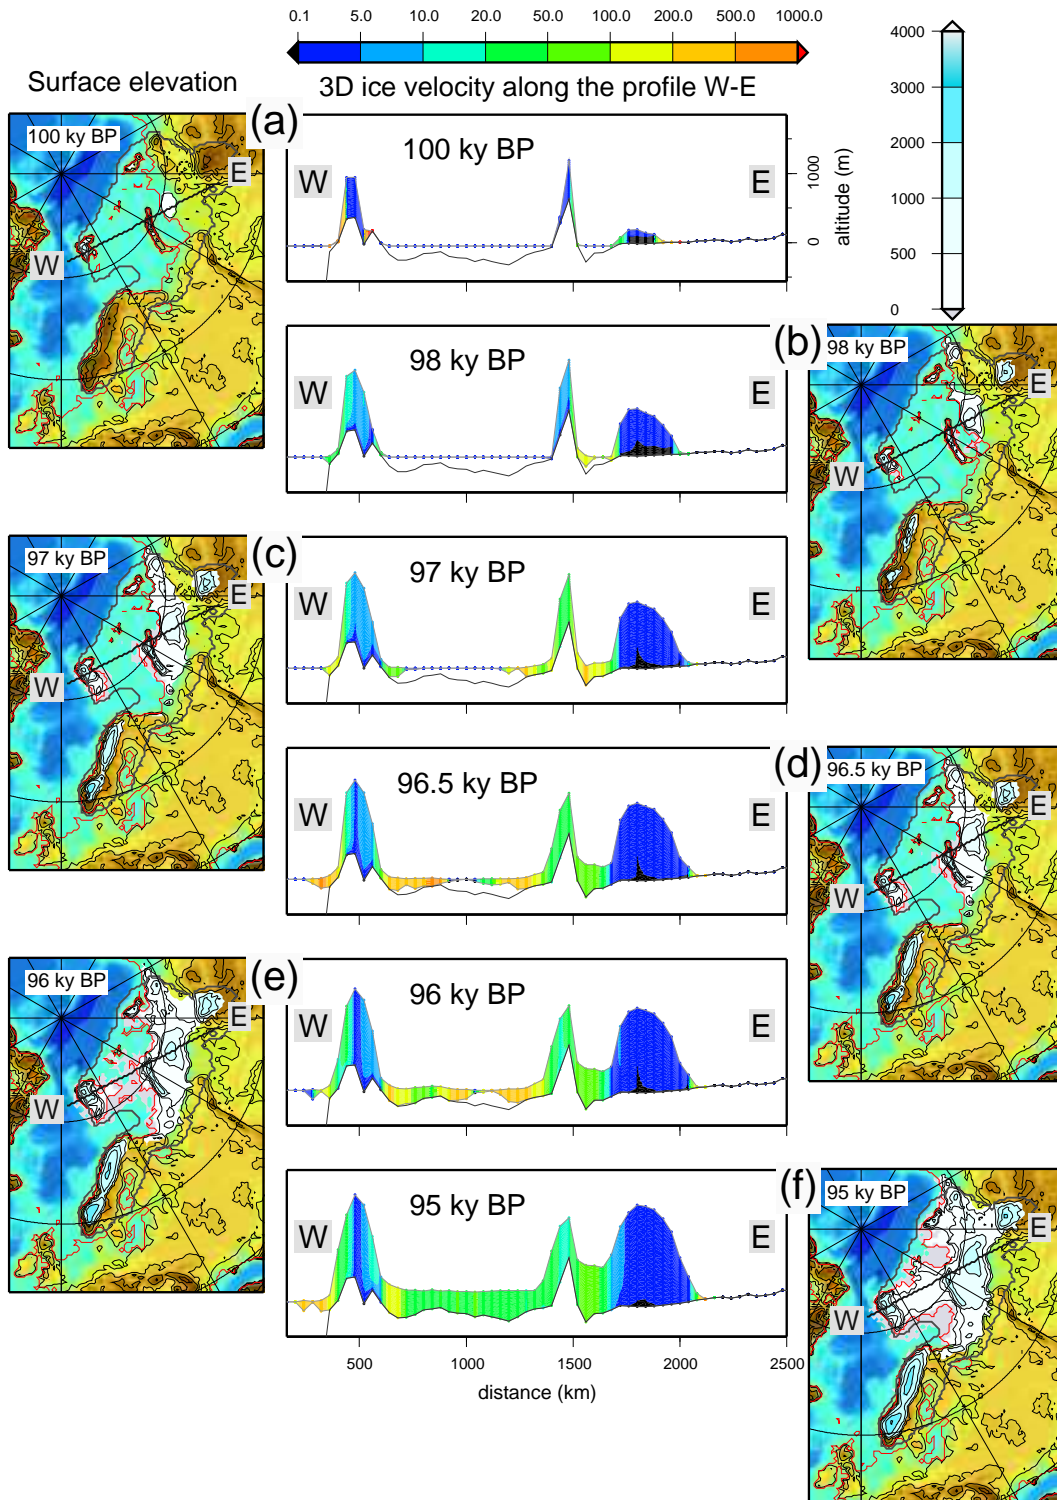 0.1 5.0 10.0 20.0 50.0 100.0 200.0 500.0 1000.0
Surface elevation
3D ice velocity along the profile W-E
4000
3000
2000
1000
500
0
(a)
100 ky BP
W
E
100 ky BP
W
E
1000
0
altitude (m)
98 ky BP
W
E
(b)
98 ky BP
W
E
(c)
97 ky BP
W
E
97 ky BP
W
E
96.5 ky BP
W
E
(d)
96.5 ky BP
W
E
(e)
96 ky BP
W
E
96 ky BP
W
E
95 ky BP
W
E
(f)
95 ky BP
W
E
500 1000 1500 2000 2500
distance (km)